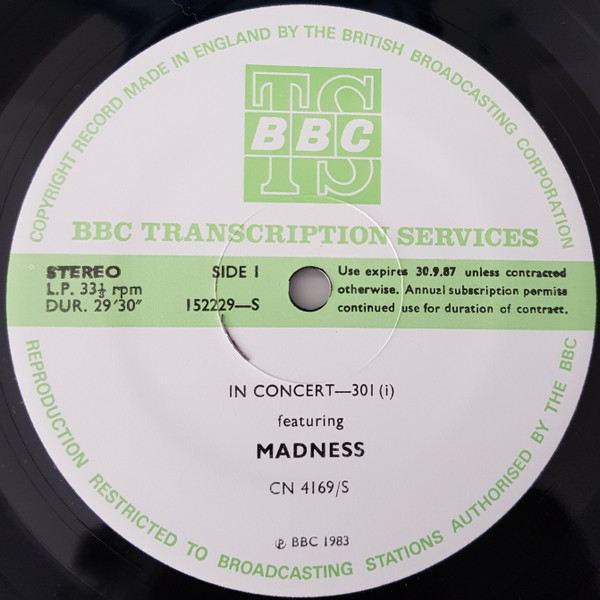 COPYRIGHT RECORD MADE IN ENGLAND BY THE BRITISH BROADCASTING CORPORATION
TS
BBC
BBC TRANSCRIPTION SERVICES
STEREO
L.P. 33⅓ rpm
DUR. 29'30"
SIDE 1
152229—S
Use expires 30.9.87 unless contracted
otherwise. Annual subscription permits
continued use for duration of contract.
IN CONCERT—301 (i)
featuring
MADNESS
CN 4169/S
℗ BBC 1983
REPRODUCTION RESTRICTED TO BROADCASTING STATIONS AUTHORISED BY THE BBC